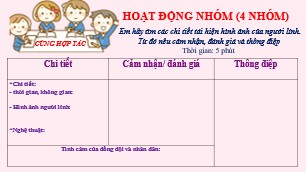 HOẠT ĐỘNG NHÓM (4 NHÓM)
Em hãy tìm các chi tiết tái hiện hình ảnh của người lính.
Từ đó nêu cảm nhận, đánh giá và thông điệp
Thời gian: 5 phút
CÙNG HỢP TÁC
Chi tiết
Cảm nhận/ đánh giá
Thông điệp
*Chi tiết:
- thời gian, không gian:
- Hình ảnh người lính:
*Nghệ thuật:
Tình cảm của đồng đội và nhân dân: